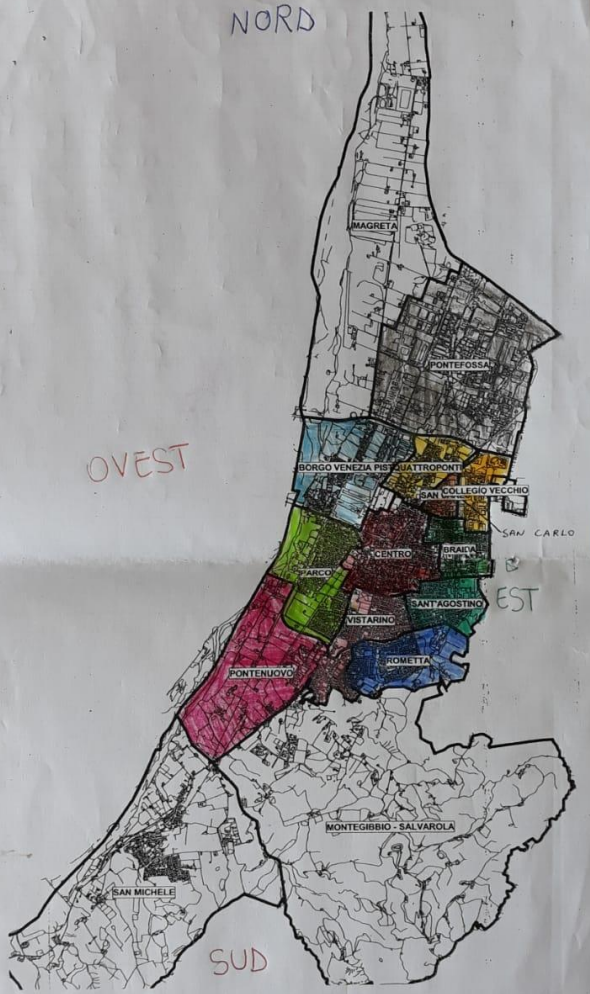 NORD
MAGRETA
PONTEFOSSA
OVEST
BORGO VENEZIA PIST
QUATTROPONTI
SAN
COLLEGIO VECCHIO
SAN CARLO
CENTRO
BRAIDA
PARCO
EST
SANT'AGOSTINO
VISTARINO
ROMETTA
PONTENUOVO
MONTEGIBBIO - SALVAROLA
SAN MICHELE
SUD